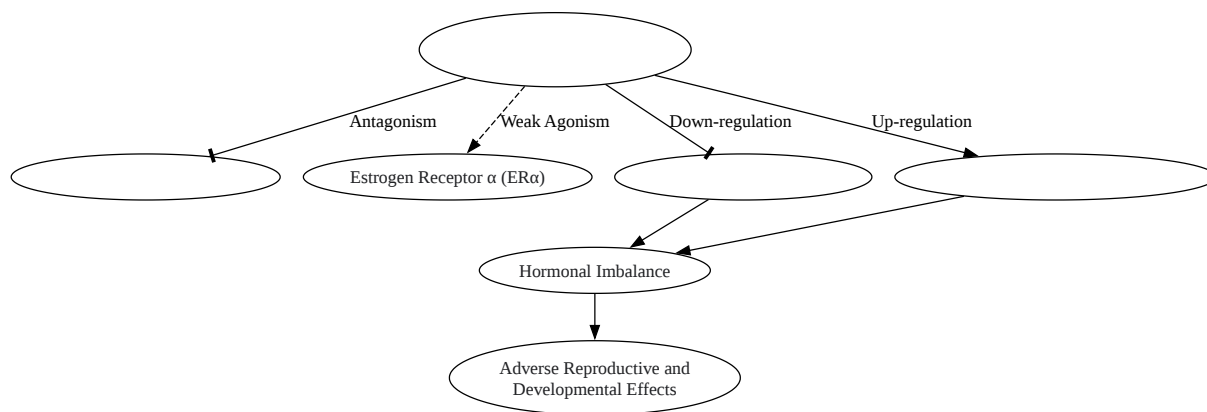 Antagonism
Weak Agonism
Down-regulation
Up-regulation
Estrogen Receptor α (ERα)
Hormonal Imbalance
Adverse Reproductive and
Developmental Effects